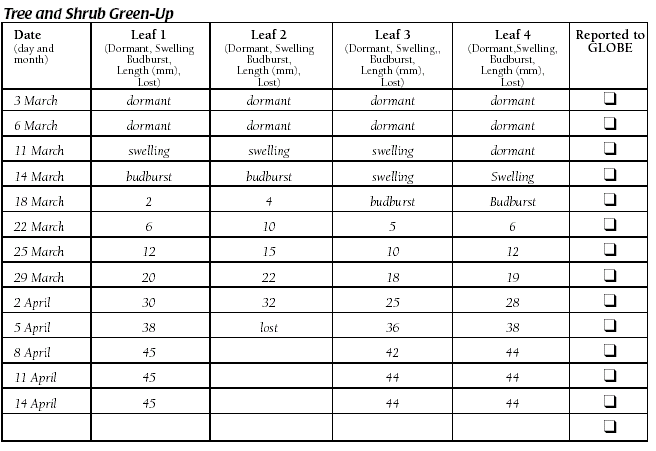 Tree and Shrub Green-Up
Date Leaf 1 Leaf 2 Leaf 3 Leaf 4 Reported to
(day and (Dormant, Swelling (Dormant, Swelling (Dormant, Swelling,, (Dormant,Swelling, GLOBE
month) Budburst, Budburst, Budburst, Budburst,
Length (mm), Length (mm), Length (mm), Length (mm),
Lost) Lost) Lost) Lost)
3 March dormant dormant dormant dormant ❑
6 March dormant dormant dormant dormant ❑
11 March swelling swelling swelling dormant ❑
14 March budburst budburst swelling Swelling ❑
18 March 2 4 budburst Budburst ❑
22 March 6 10 5 6 ❑
25 March 12 15 10 12 ❑
29 March 20 22 18 19 ❑
2 April 30 32 25 28 ❑
5 April 38 lost 36 38 ❑
8 April 45 42 44 ❑
11 April 45 44 44 ❑
14 April 45 44 44 ❑
❑